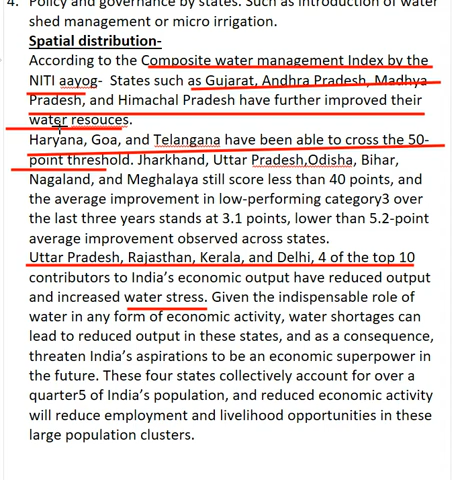 4. Policy and governance by states. Such as introduction of water
shed management or micro irrigation.
Spatial distribution-
According to the Composite water management Index by the
NITI aayog- States such as Gujarat, Andhra Pradesh, Madhya
Pradesh, and Himachal Pradesh have further improved their
water resouces.
Haryana, Goa, and Telangana have been able to cross the 50-
point threshold. Jharkhand, Uttar Pradesh,Odisha, Bihar,
Nagaland, and Meghalaya still score less than 40 points, and
the average improvement in low-performing category3 over
the last three years stands at 3.1 points, lower than 5.2-point
average improvement observed across states.
Uttar Pradesh, Rajasthan, Kerala, and Delhi, 4 of the top 10
contributors to India's economic output have reduced output
and increased water stress. Given the indispensable role of
water in any form of economic activity, water shortages can
lead to reduced output in these states, and as a consequence,
threaten India's aspirations to be an economic superpower in
the future. These four states collectively account for over a
quarter5 of India's population, and reduced economic activity
will reduce employment and livelihood opportunities in these
large population clusters.